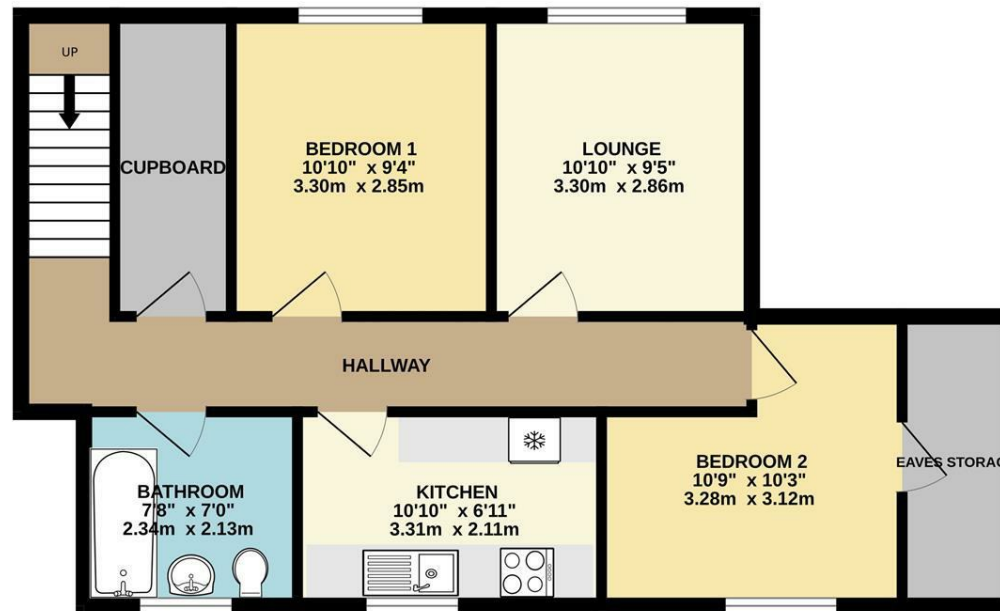 UP
CUPBOARD
BEDROOM 1
10'10" x 9'4"
3.30m x 2.85m
LOUNGE
10'10" x 9'5"
3.30m x 2.86m
HALLWAY
BATHROOM
7'8" x 7'0"
2.34m x 2.13m
KITCHEN
10'10" x 6'11"
3.31m x 2.11m
BEDROOM 2
10'9" x 10'3"
3.28m x 3.12m
EAVES STORAG